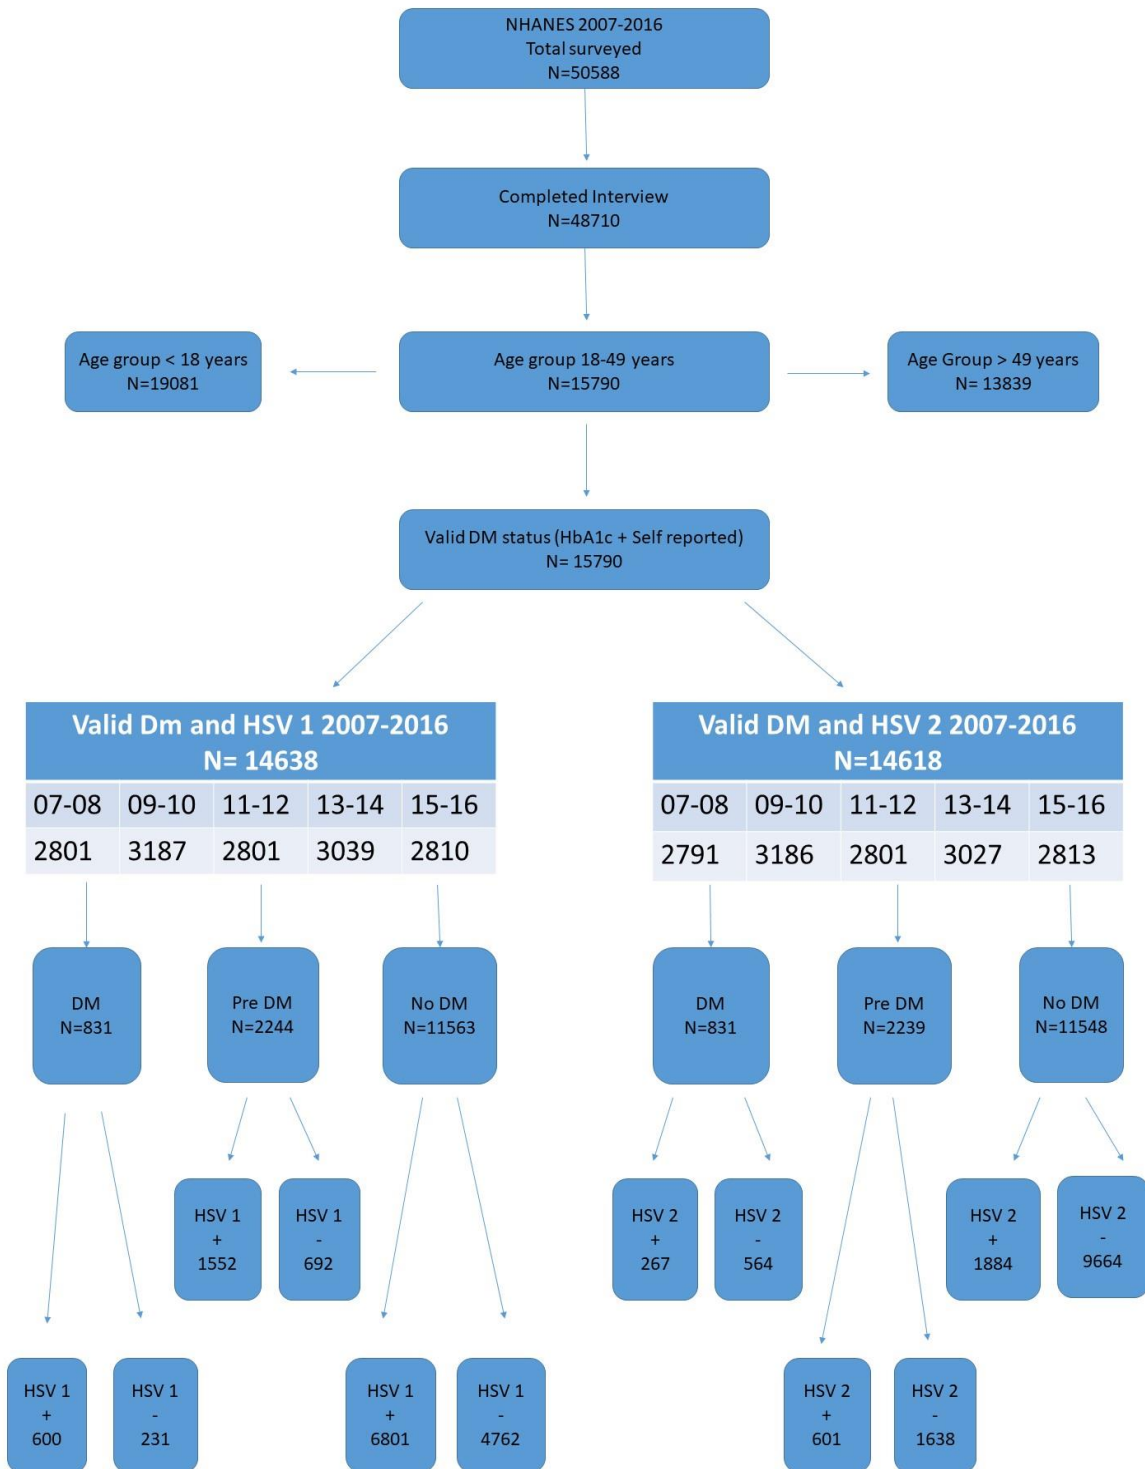 NHANES 2007-2016
Total surveyed
N=50588
Completed Interview
N=48710
Age group < 18 years
N=19081
Age group 18-49 years
N=15790
Age Group > 49 years
N= 13839
Valid DM status (HbA1c + Self reported)
N= 15790
Valid Dm and HSV 1 2007-2016
N= 14638
07-08 09-10 11-12 13-14 15-16
2801 3187 2801 3039 2810
Valid DM and HSV 2 2007-2016
N=14618
07-08 09-10 11-12 13-14 15-16
2791 3186 2801 3027 2813
DM
N=831
Pre DM
N=2244
No DM
N=11563
DM
N=831
Pre DM
N=2239
No DM
N=11548
HSV 1
+
1552
HSV 1
-
692
HSV 2
+
267
HSV 2
-
564
HSV 2
+
1884
HSV 2
-
9664
HSV 1
+
600
HSV 1
-
231
HSV 1
+
6801
HSV 1
-
4762
HSV 2
+
601
HSV 2
-
1638